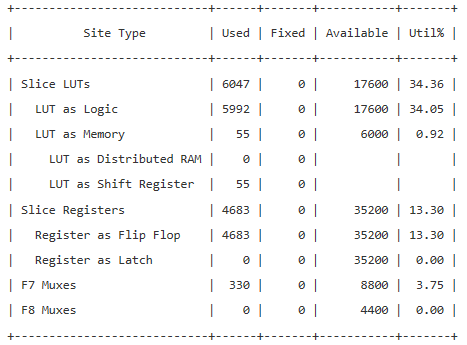 +----------------------------+------+-------+-----------+-------+
|          Site Type         | Used | Fixed | Available | Util% |
+----------------------------+------+-------+-----------+-------+
| Slice LUTs                 | 6047 |     0 |     17600 | 34.36 |
|   LUT as Logic             | 5992 |     0 |     17600 | 34.05 |
|   LUT as Memory            |   55 |     0 |      6000 |  0.92 |
|     LUT as Distributed RAM |    0 |     0 |           |       |
|     LUT as Shift Register  |   55 |     0 |           |       |
| Slice Registers            | 4683 |     0 |     35200 | 13.30 |
|   Register as Flip Flop    | 4683 |     0 |     35200 | 13.30 |
|   Register as Latch        |    0 |     0 |     35200 |  0.00 |
| F7 Muxes                   |  330 |     0 |      8800 |  3.75 |
| F8 Muxes                   |    0 |     0 |      4400 |  0.00 |
+----------------------------+------+-------+-----------+-------+